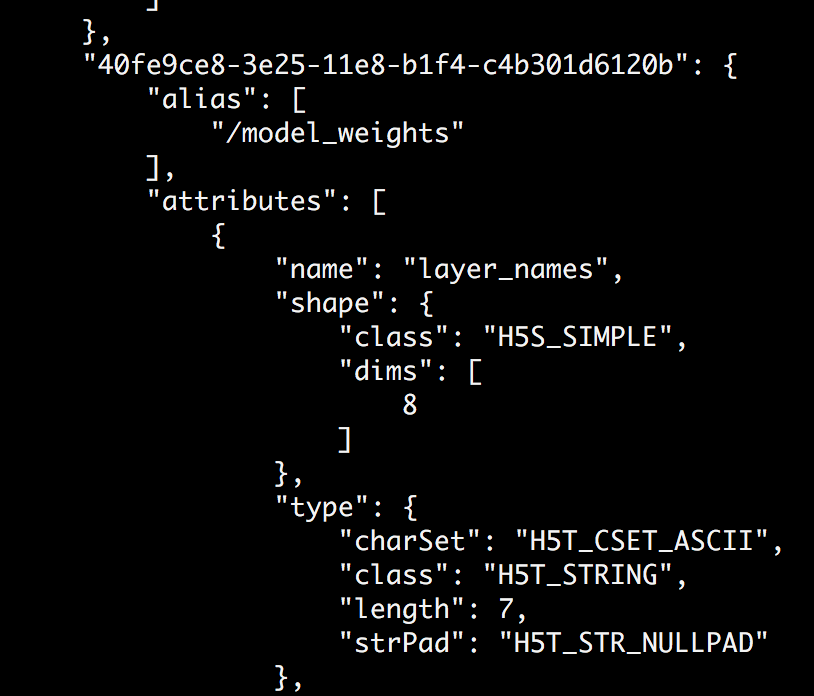 ]
},
"40fe9ce8-3e25-11e8-b1f4-c4b301d6120b": {
"alias": [
"/model_weights"
],
"attributes": [
{
"name": "layer_names",
"shape": {
"class": "H5S_SIMPLE",
"dims": [
8
]
},
"type": {
"charSet": "H5T_CSET_ASCII",
"class": "H5T_STRING",
"length": 7,
"strPad": "H5T_STR_NULLPAD"
},